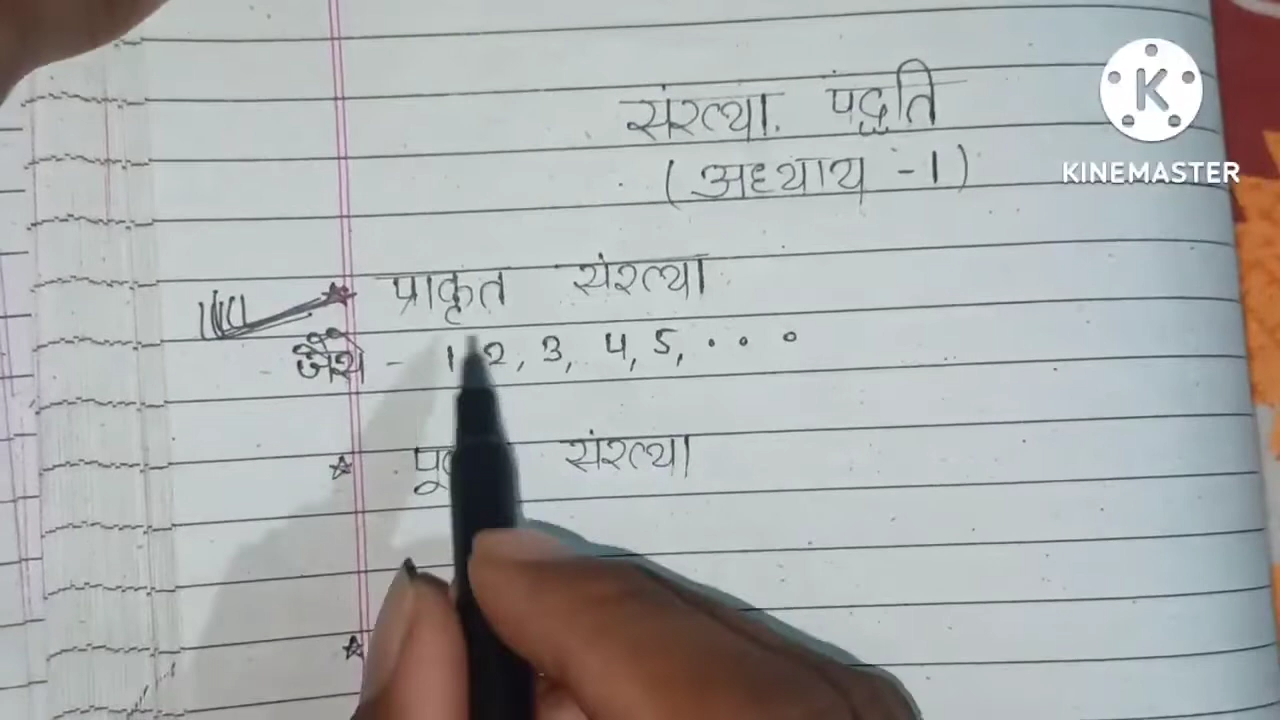 संख्या. पद्धति
(अध्याय - 1)
KINEMASTER
प्राकृत संख्या
जैसे - 1, 2, 3, 4, 5, . . .
संख्या